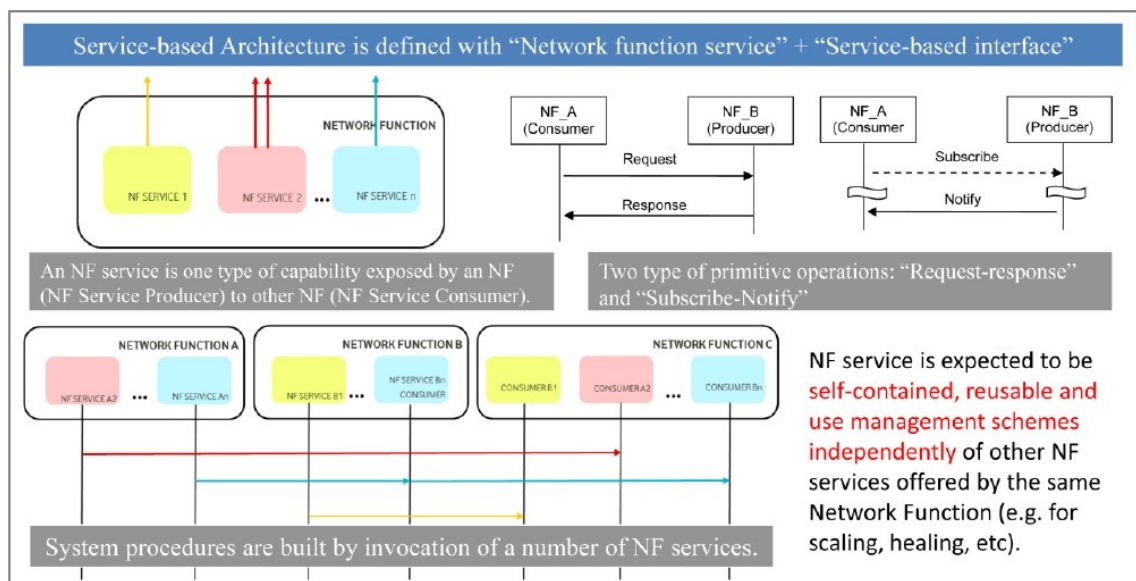 Service-based Architecture is defined with “Network function service” + “Service-based interface”
NETWORK FUNCTION
NF SERVICE 1
NF SERVICE 2
...
NF SERVICE n
NF_A
(Consumer
NF_B
(Producer)
Request
Response
NF_A
(Consumer
NF_B
(Producer)
Subscribe
Notify
An NF service is one type of capability exposed by an NF
(NF Service Producer) to other NF (NF Service Consumer).
Two type of primitive operations: “Request-response”
and “Subscribe-Notify”
NETWORK FUNCTION A
NF SERVICE A2
...
NF SERVICE An
NETWORK FUNCTION B
NF SERVICE B1
...
NF SERVICE Bn
CONSUMER
NETWORK FUNCTION C
CONSUMER B1
CONSUMER A2
...
CONSUMER Bn
NF service is expected to be
self-contained, reusable and
use management schemes
independently of other NF
services offered by the same
Network Function (e.g. for
scaling, healing, etc).
System procedures are built by invocation of a number of NF services.